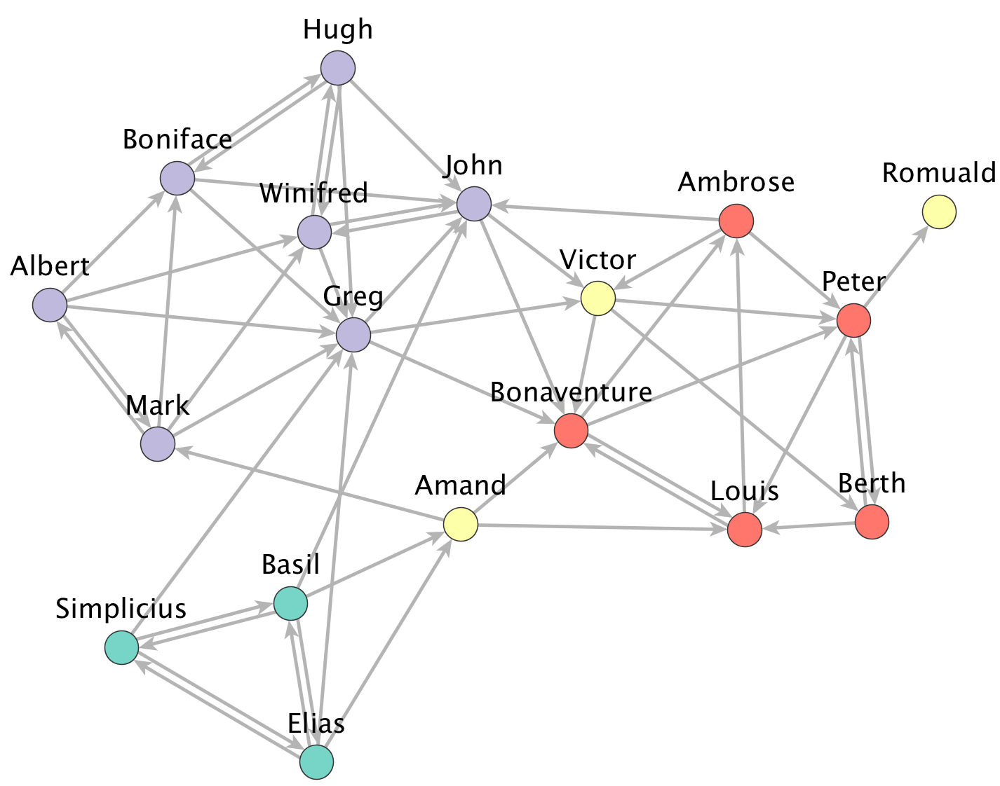 Hugh
Boniface
John
Winifred
Ambrose
Romuald
Albert
Victor
Peter
Greg
Bonaventure
Mark
Amand
Louis
Berth
Basil
Simplicius
Elias